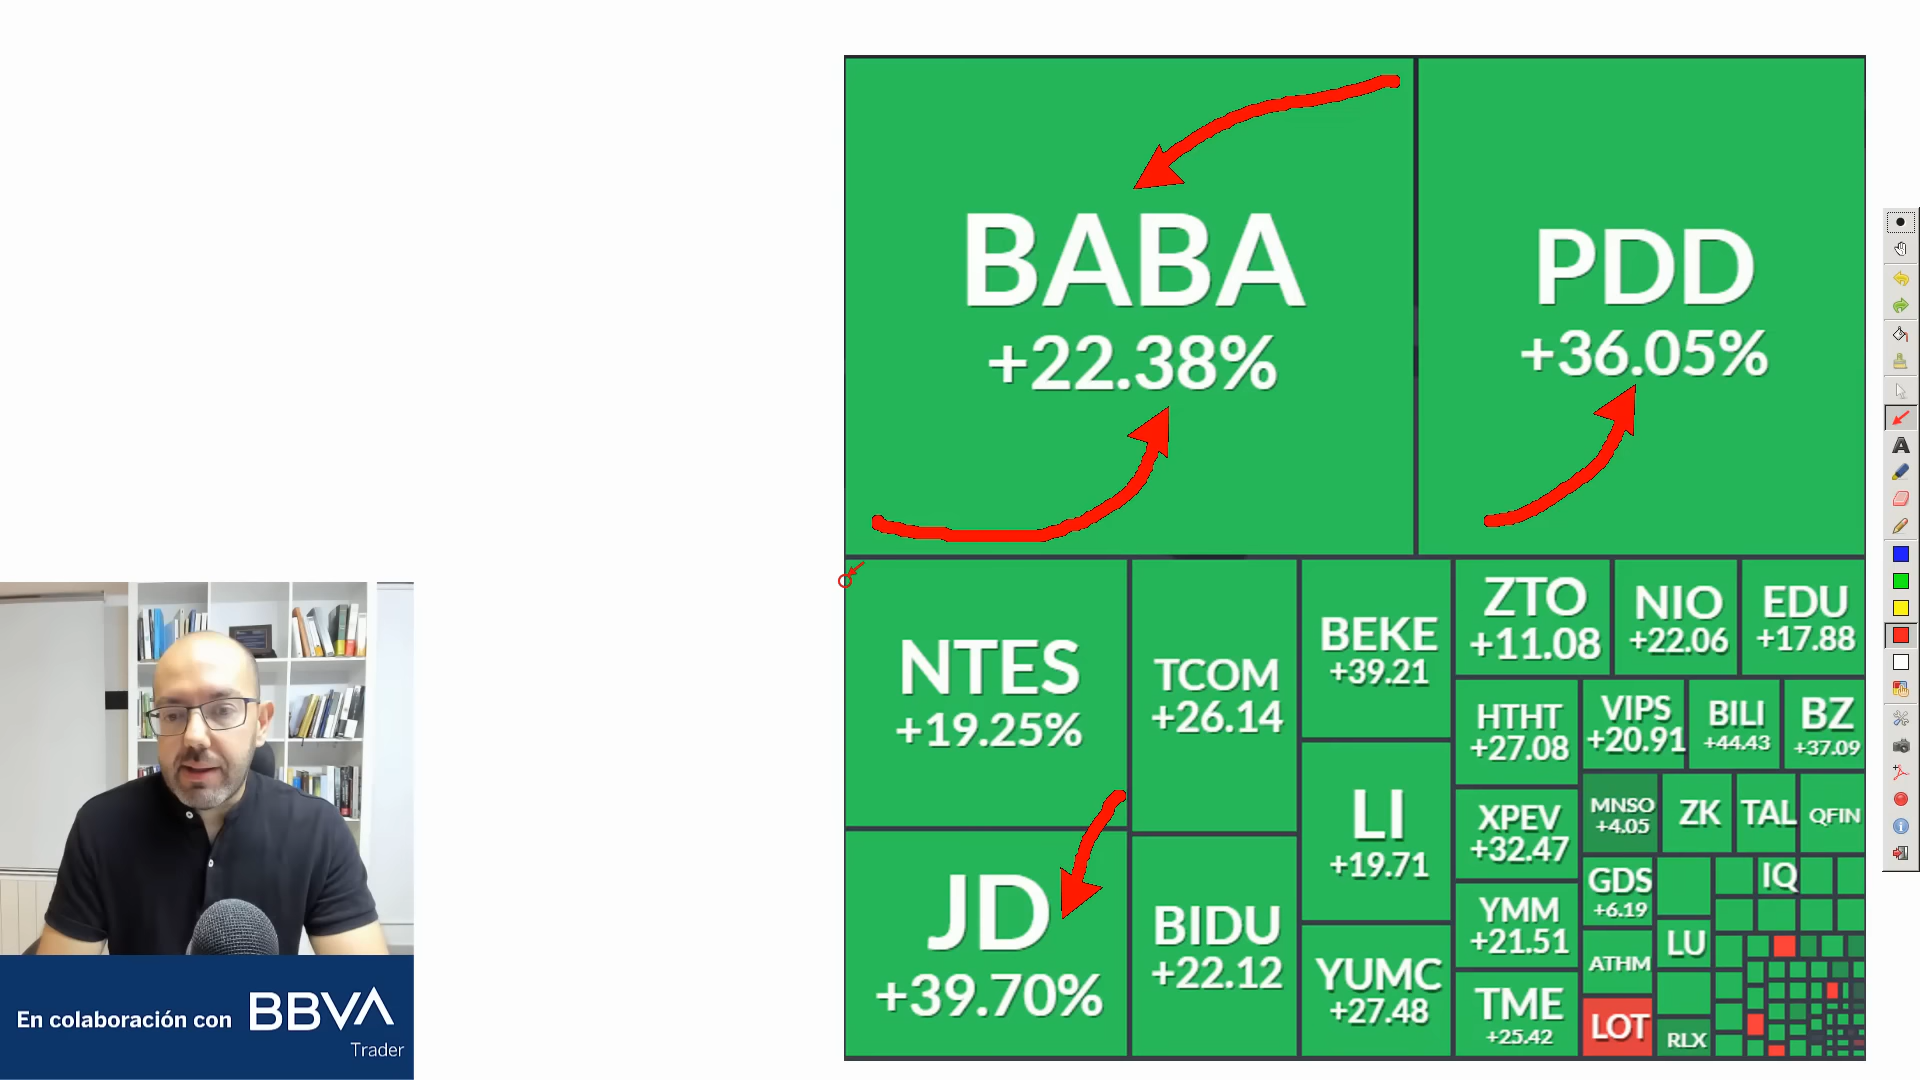 BABA
+22.38%
PDD
+36.05%
NTES
+19.25%
JD
+39.70%
TCOM
+26.14
BIDU
+22.12
BEKE
+39.21
LI
+19.71
YUMC
+27.48
ZTO
+11.08
NIO
+22.06
EDU
+17.88
HTHT
+27.08
VIPS
+20.91
BILI
+44.43
BZ
+37.09
XPEV
+32.47
MNSO
+4.05
ZK
TAL
QFIN
YMM
+21.51
GDS
+6.19
IQ
ATHM
LU
TME
+25.42
LOT
RLX
En colaboración con BBVA
Trader
A